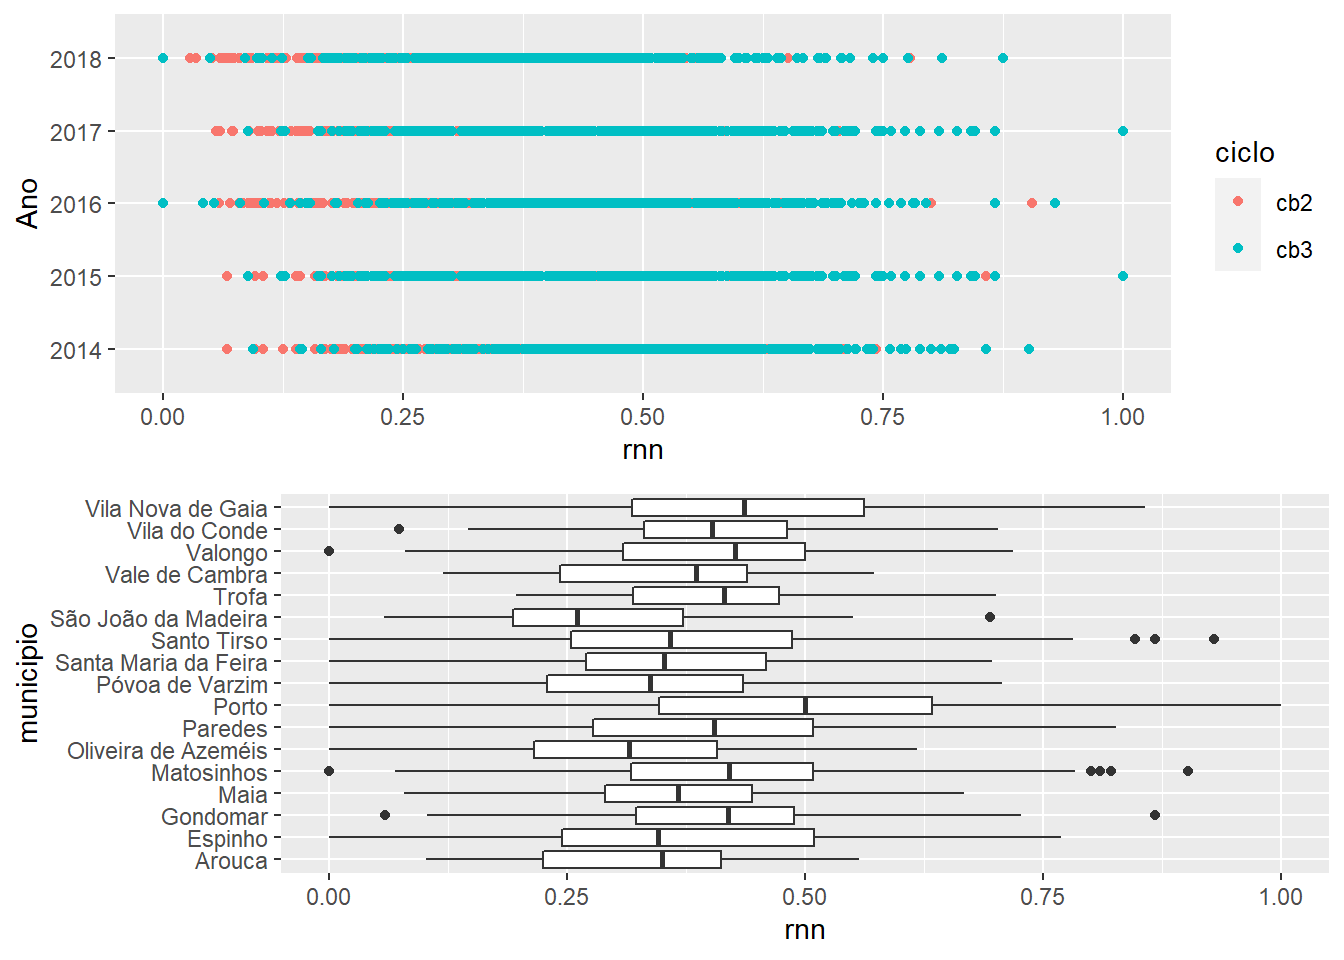 2018
2017
2016
2015
2014
Ano
0.00 0.25 0.50 0.75 1.00
rnn
ciclo
cb2
cb3
Vila Nova de Gaia
Vila do Conde
Valongo
Vale de Cambra
Trofa
São João da Madeira
Santo Tirso
Santa Maria da Feira
Póvoa de Varzim
Porto
Paredes
Oliveira de Azeméis
Matosinhos
Maia
Gondomar
Espinho
Arouca
municipio
0.00 0.25 0.50 0.75 1.00
rnn